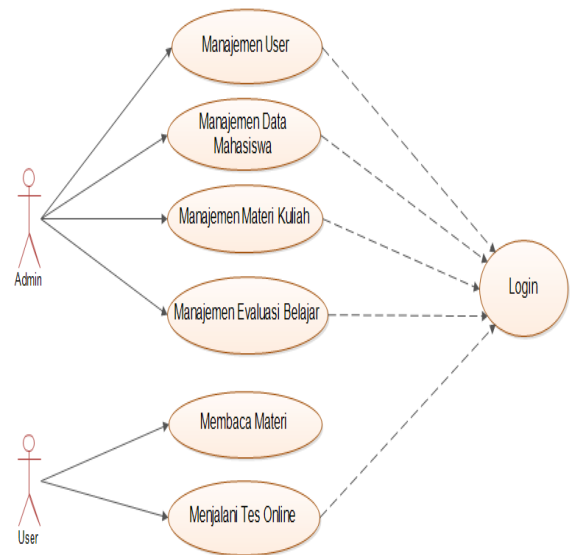 Manajemen User
Manajemen Data
Mahasiswa
Manajemen Materi Kuliah
Admin
Login
Manajemen Evaluasi Belajar
Membaca Materi
Menjalani Tes Online
User